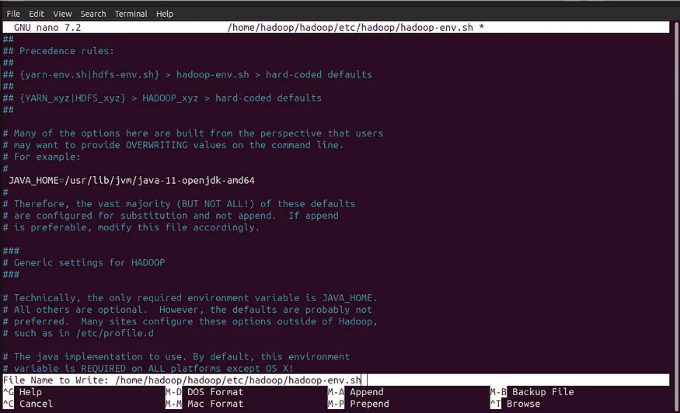 File Edit View Search Terminal Help
GNU nano 7.2 /home/hadoop/hadoop/etc/hadoop/hadoop-env.sh *
##
## Precedence rules:
##
## {yarn-env.sh|hdfs-env.sh} > hadoop-env.sh > hard-coded defaults
##
## {YARN_xyz|HDFS_xyz} > HADOOP_xyz > hard-coded defaults
##
# Many of the options here are built from the perspective that users
# may want to provide OVERWRITING values on the command line.
# For example:
#
JAVA_HOME=/usr/lib/jvm/java-11-openjdk-amd64
#
# Therefore, the vast majority (BUT NOT ALL!) of these defaults
# are configured for substitution and not append. If append
# is preferable, modify this file accordingly.
###
# Generic settings for HADOOP
###
# Technically, the only required environment variable is JAVA_HOME.
# All others are optional. However, the defaults are probably not
# preferred. Many sites configure these options outside of Hadoop,
# such as in /etc/profile.d
# The java implementation to use. By default, this environment
# variable is REQUIRED on ALL platforms except OS X!
File Name to Write: /home/hadoop/hadoop/etc/hadoop/hadoop-env.sh
^G Help M-D DOS Format M-A Append M-B Backup File
^C Cancel M-M Mac Format M-P Prepend ^T Browse